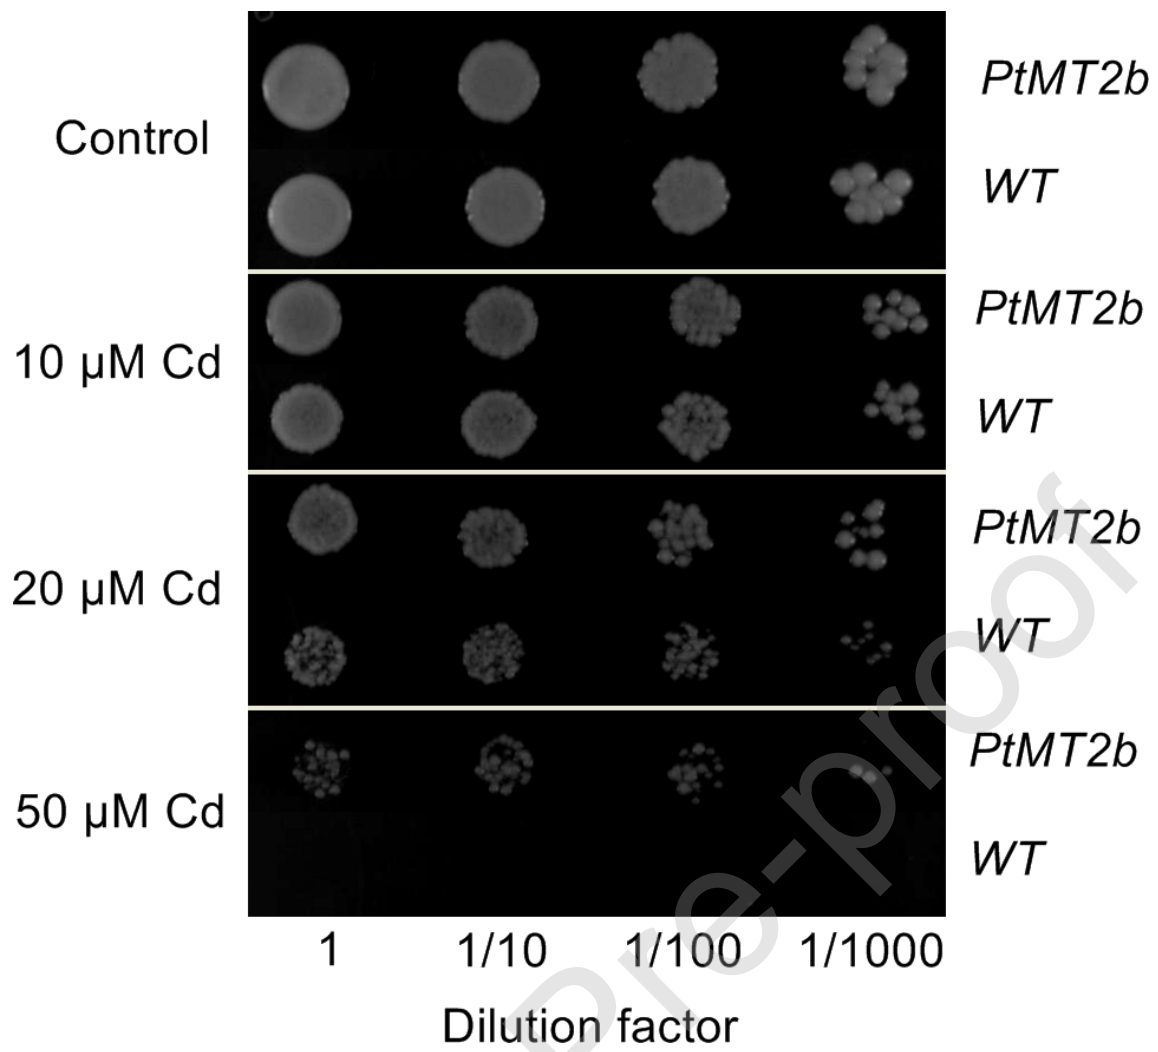 PtMT2b
Control
WT
PtMT2b
10 µM Cd
WT
PtMT2b
20 µM Cd
WT
PtMT2b
50 µM Cd
WT
1 1/10 1/100 1/1000
Dilution factor
Pre-proof